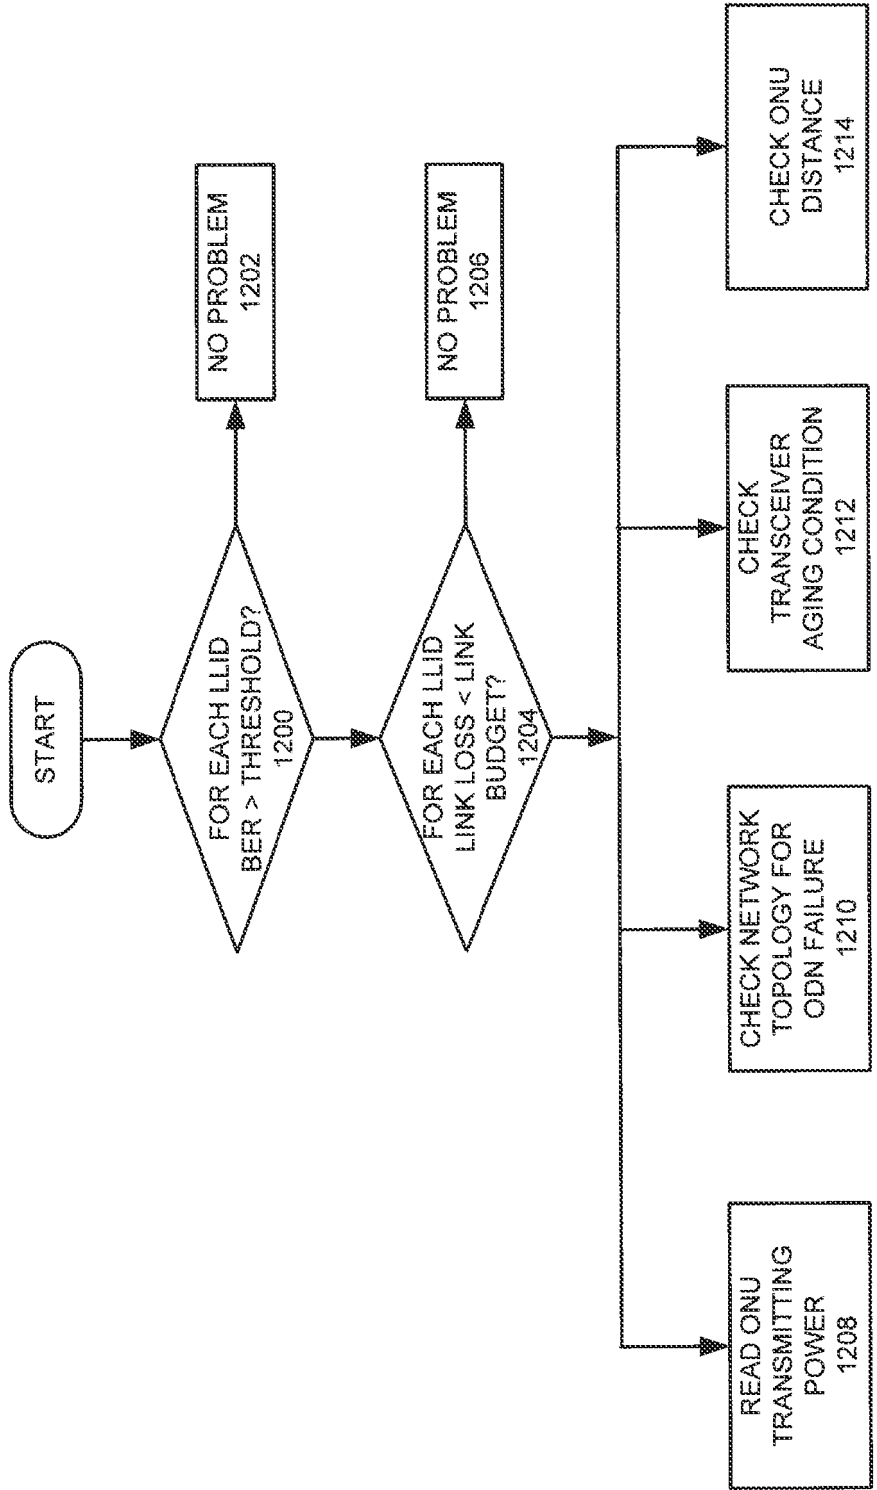 START
FOR EACH LLID
BER > THRESHOLD?
1200
NO PROBLEM
1202
FOR EACH LLID
LINK LOSS < LINK
BUDGET?
1204
NO PROBLEM
1206
READ ONU
TRANSMITTING
POWER
1208
CHECK NETWORK
TOPOLOGY FOR
ODN FAILURE
1210
CHECK
TRANSCEIVER
AGING CONDITION
1212
CHECK ONU
DISTANCE
1214